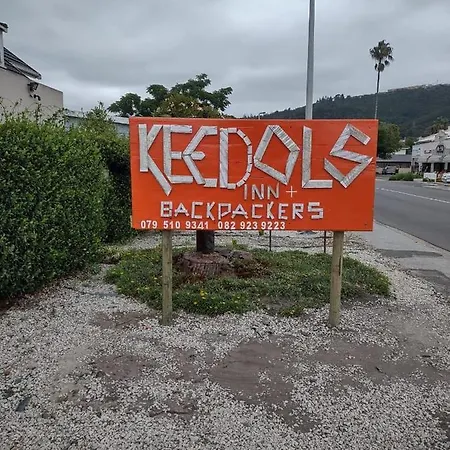 KEEDOLS
INN +
BACKPACKERS
079 510 9341 082 923 9223